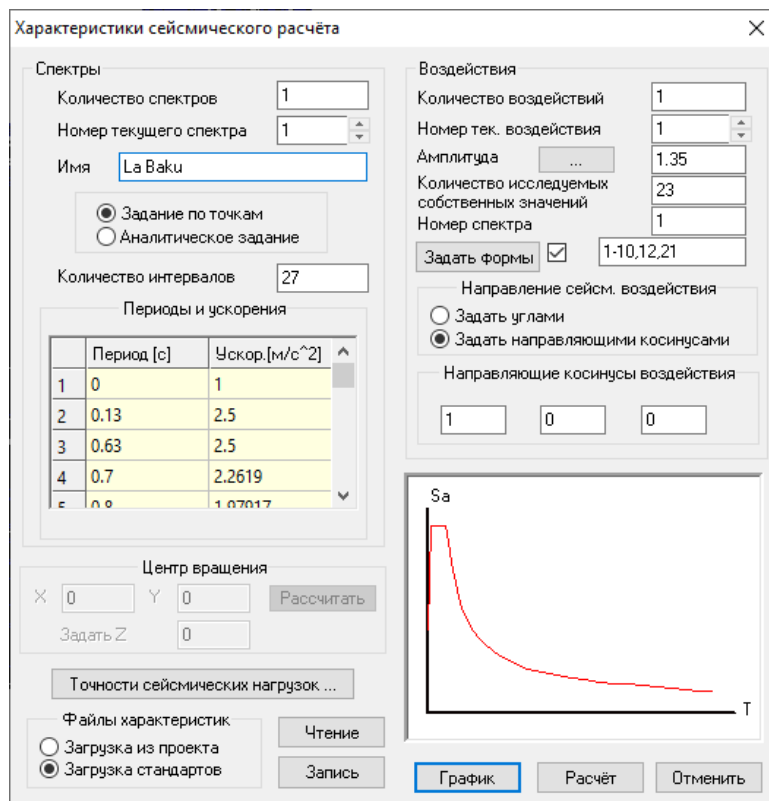 Характеристики сейсмического расчёта
Спектры
Количество спектров 1
Номер текущего спектра 1
Имя La Baku
Задание по точкам
Аналитическое задание
Количество интервалов 27
Периоды и ускорения
Период [с] Ускор.[м/с^2]
1 0 1
2 0.13 2.5
3 0.63 2.5
4 0.7 2.2619
5 0.8 1.97917
Центр вращения
X 0 Y 0 Рассчитать
Задать Z 0
Точности сейсмических нагрузок ...
Файлы характеристик
Загрузка из проекта
Загрузка стандартов
Чтение
Запись
Воздействия
Количество воздействий 1
Номер тек. воздействия 1
Амплитуда ... 1.35
Количество исследуемых
собственных значений 23
Номер спектра 1
Задать формы 1-10,12,21
Направление сейсм. воздействия
Задать углами
Задать направляющими косинусами
Направляющие косинусы воздействия
1 0 0
Sa
T
График Расчёт Отменить